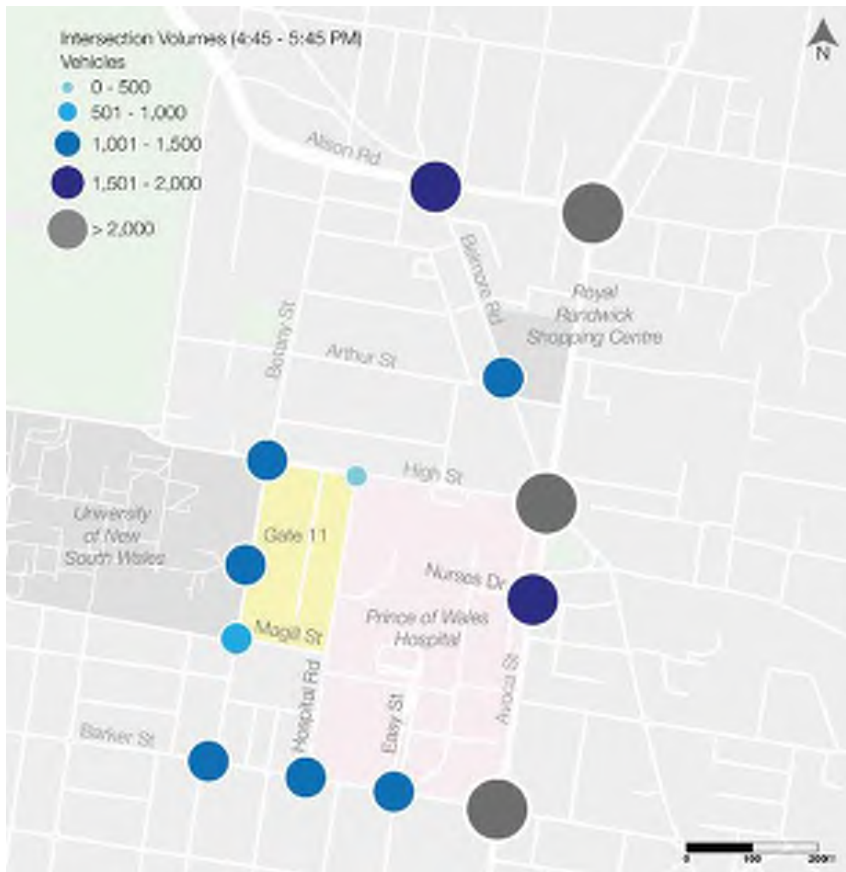 Intersection Volumes (4:45 - 5:45 PM)
Vehicles
0 - 500
501 - 1,000
1,001 - 1,500
1,501 - 2,000
> 2,000
N
Alison Rd
Belmore Rd
Royal
Randwick
Shopping Centre
Botany St
Arthur St
High St
University
of New
South Wales
Gate 11
Nurses Dr
Prince of Wales
Hospital
Magill St
Hospital Rd
Easy St
Avoca St
Barker St
0 100 200m